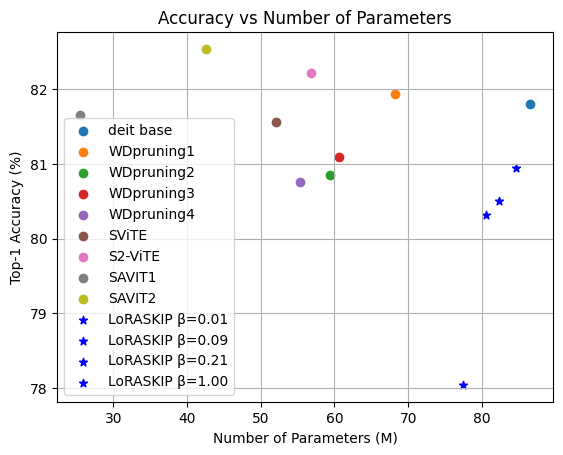 Accuracy vs Number of Parameters
Top-1 Accuracy (%)
82
81
80
79
78
deit base
WDpruning1
WDpruning2
WDpruning3
WDpruning4
SViTE
S2-ViTE
SAVIT1
SAVIT2
LoRASKIP β=0.01
LoRASKIP β=0.09
LoRASKIP β=0.21
LoRASKIP β=1.00
30 40 50 60 70 80
Number of Parameters (M)